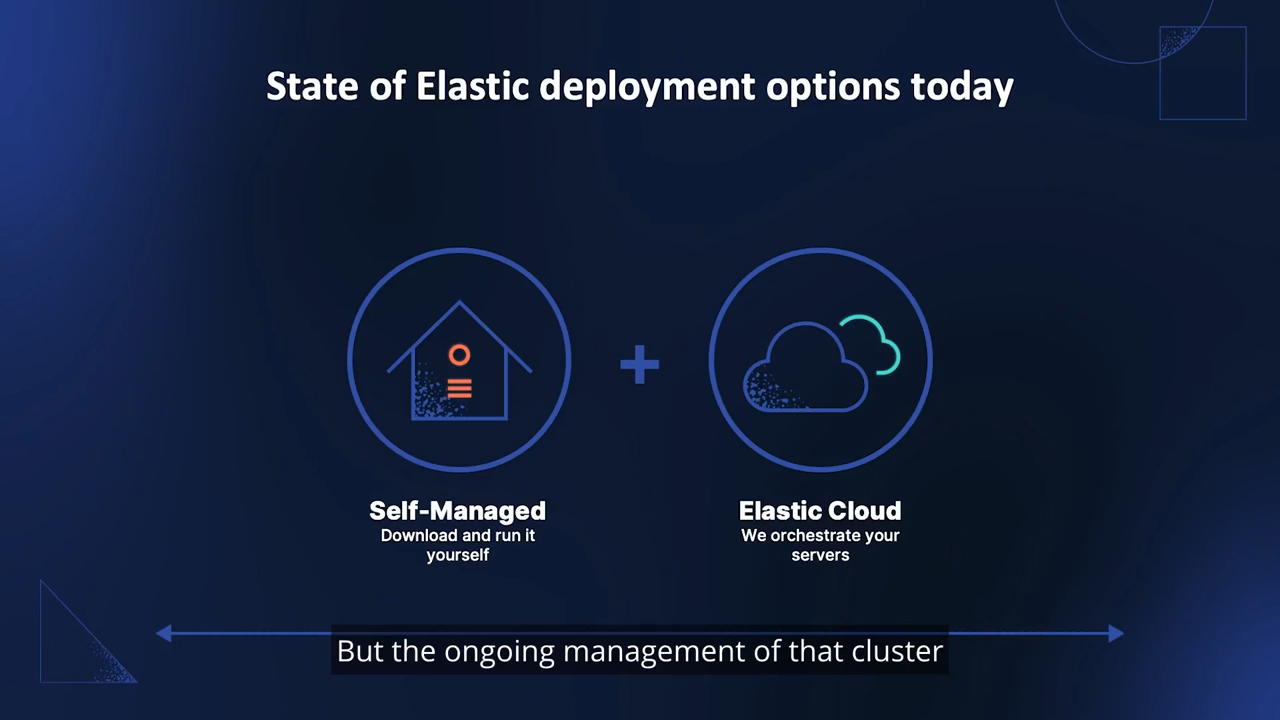 State of Elastic deployment options today
Self-Managed
Download and run it
yourself
Elastic Cloud
We orchestrate your
servers
But the ongoing management of that cluster